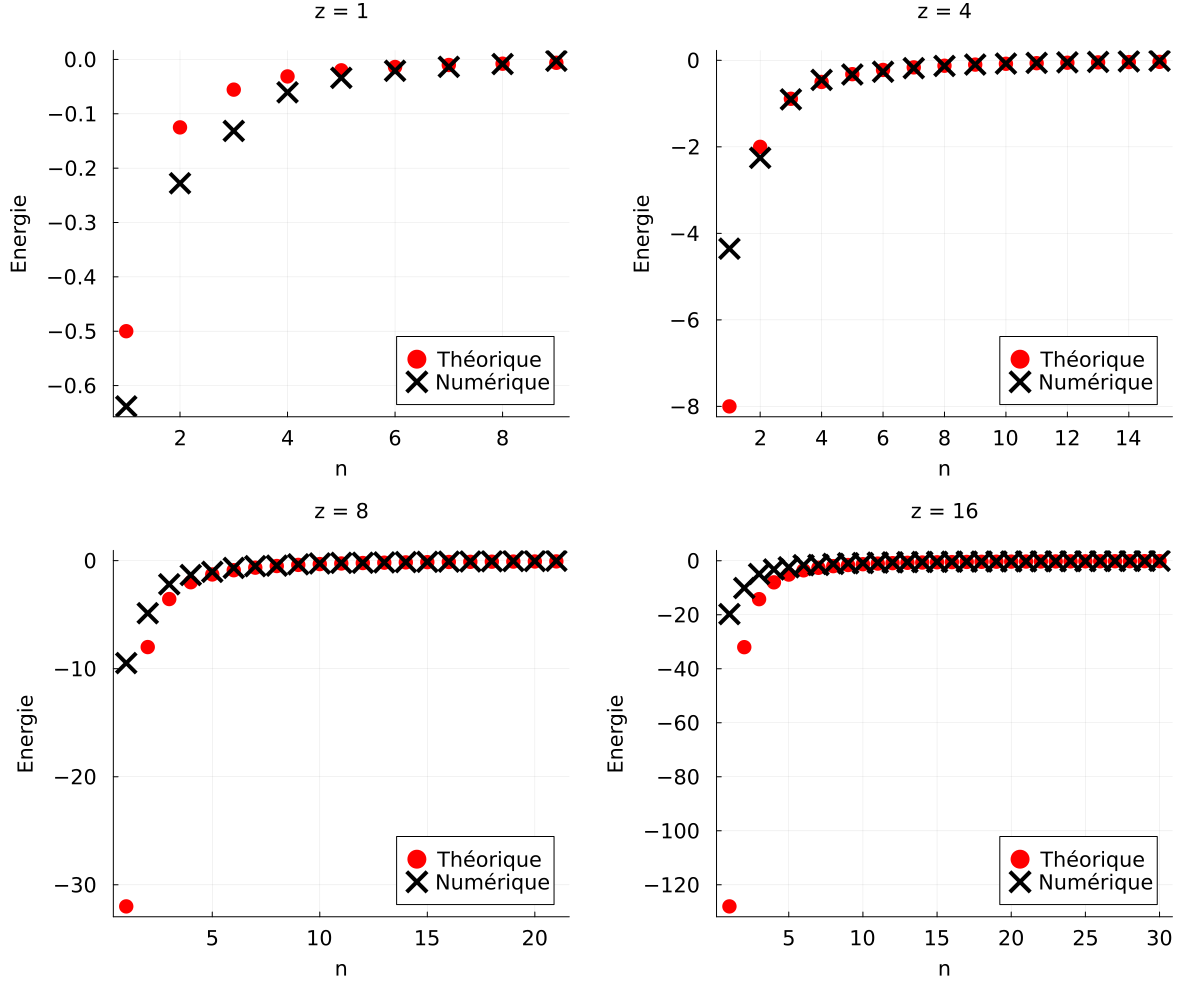 z = 1
0.0
−0.1
−0.2
−0.3
−0.4
−0.5
−0.6
Energie
2 4 6 8
n
Théorique
Numérique
z = 4
0
−2
−4
−6
−8
Energie
2 4 6 8 10 12 14
n
Théorique
Numérique
z = 8
0
−10
−20
−30
Energie
5 10 15 20
n
Théorique
Numérique
z = 16
0
−20
−40
−60
−80
−100
−120
Energie
5 10 15 20 25 30
n
Théorique
Numérique